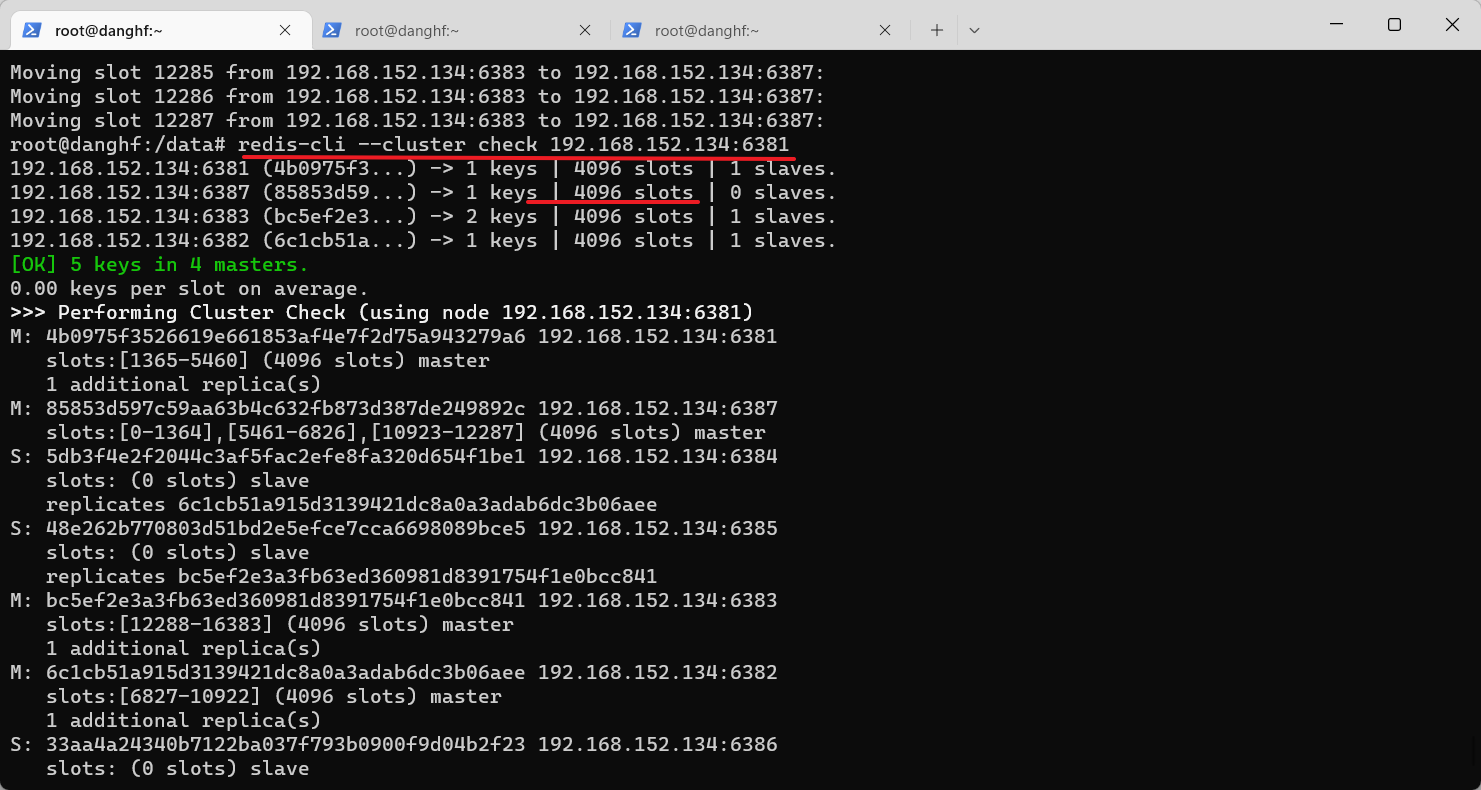 root@danghf:~
root@danghf:~
root@danghf:~
Moving slot 12285 from 192.168.152.134:6383 to 192.168.152.134:6387:
Moving slot 12286 from 192.168.152.134:6383 to 192.168.152.134:6387:
Moving slot 12287 from 192.168.152.134:6383 to 192.168.152.134:6387:
root@danghf:/data# redis-cli --cluster check 192.168.152.134:6381
192.168.152.134:6381 (4b0975f3...) -> 1 keys | 4096 slots | 1 slaves.
192.168.152.134:6387 (85853d59...) -> 1 keys | 4096 slots | 0 slaves.
192.168.152.134:6383 (bc5ef2e3...) -> 2 keys | 4096 slots | 1 slaves.
192.168.152.134:6382 (6c1cb51a...) -> 1 keys | 4096 slots | 1 slaves.
[OK] 5 keys in 4 masters.
0.00 keys per slot on average.
>>> Performing Cluster Check (using node 192.168.152.134:6381)
M: 4b0975f3526619e661853af4e7f2d75a943279a6 192.168.152.134:6381
   slots:[1365-5460] (4096 slots) master
   1 additional replica(s)
M: 85853d597c59aa63b4c632fb873d387de249892c 192.168.152.134:6387
   slots:[0-1364],[5461-6826],[10923-12287] (4096 slots) master
S: 5db3f4e2f2044c3af5fac2efe8fa320d654f1be1 192.168.152.134:6384
   slots: (0 slots) slave
   replicates 6c1cb51a915d3139421dc8a0a3adab6dc3b06aee
S: 48e262b770803d51bd2e5efce7cca6698089bce5 192.168.152.134:6385
   slots: (0 slots) slave
   replicates bc5ef2e3a3fb63ed360981d8391754f1e0bcc841
M: bc5ef2e3a3fb63ed360981d8391754f1e0bcc841 192.168.152.134:6383
   slots:[12288-16383] (4096 slots) master
   1 additional replica(s)
M: 6c1cb51a915d3139421dc8a0a3adab6dc3b06aee 192.168.152.134:6382
   slots:[6827-10922] (4096 slots) master
   1 additional replica(s)
S: 33aa4a24340b7122ba037f793b0900f9d04b2f23 192.168.152.134:6386
   slots: (0 slots) slave